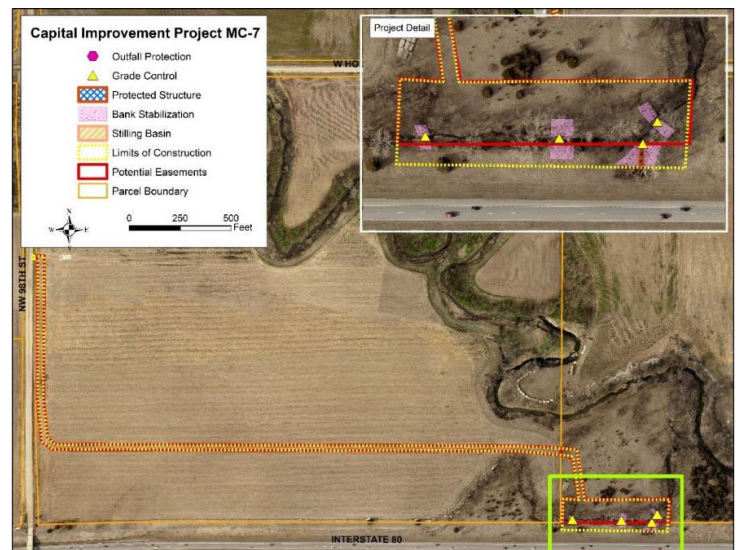 Capital Improvement Project MC-7
Outfall Protection
Grade Control
Protected Structure
Bank Stabilization
Stilling Basin
Limits of Construction
Potential Easements
Parcel Boundary
N
W E
S
0 250 500
Feet
Project Detail
W HO
NW 98TH ST
INTERSTATE 80